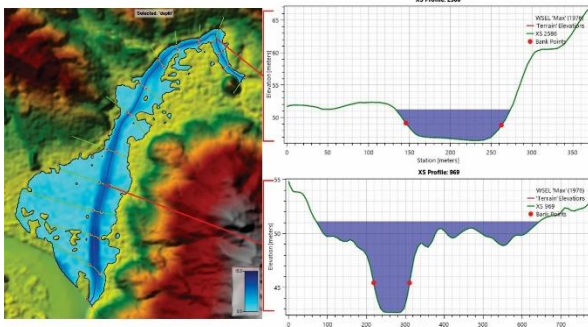 Selected: 'depth'
XS Profile: 2586
WSEL 'Max' (1976)
'Terrain' Elevations
XS 2586
Bank Points
Elevation [meters]
65
60
55
50
0
50
100
150
200
250
300
350
Station [meters]
XS Profile: 969
WSEL 'Max' (1976)
'Terrain' Elevations
XS 969
Bank Points
Elevation [meters]
55
50
45
0
100
200
300
400
500
600
700